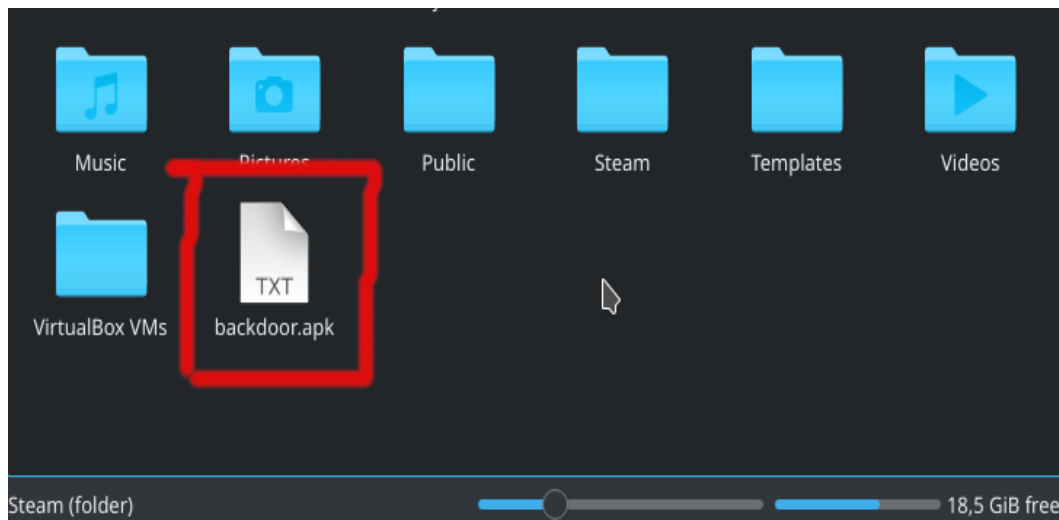 Music
Pictures
Public
Steam
Templates
Videos
TXT
VirtualBox VMs
backdoor.apk
Steam (folder)
18,5 GiB free